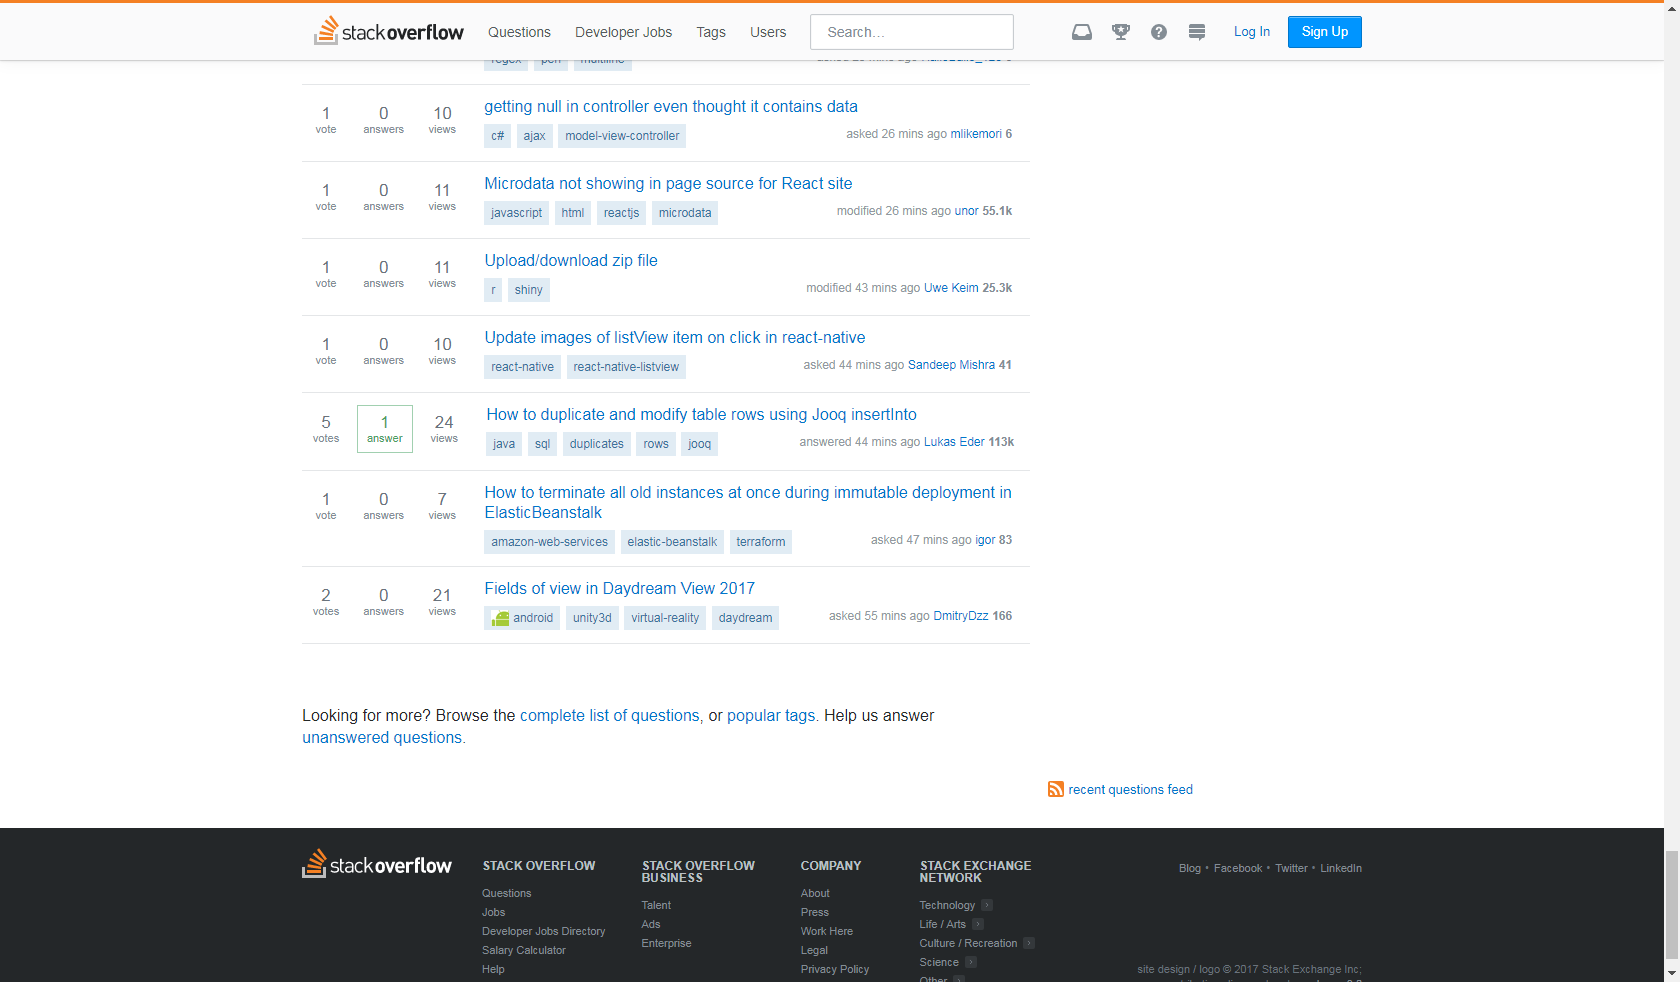 stackoverflow Questions Developer Jobs Tags Users Search... Log In Sign Up
1 0 10 getting null in controller even thought it contains data
vote answers views c# ajax model-view-controller asked 26 mins ago mlikemori 6
1 0 11 Microdata not showing in page source for React site
vote answers views javascript html reactjs microdata modified 26 mins ago unor 55.1k
1 0 11 Upload/download zip file
vote answers views r shiny modified 43 mins ago Uwe Keim 25.3k
1 0 10 Update images of listView item on click in react-native
vote answers views react-native react-native-listview asked 44 mins ago Sandeep Mishra 41
5 1 24 How to duplicate and modify table rows using Jooq insertInto
votes answer views java sql duplicates rows jooq answered 44 mins ago Lukas Eder 113k
1 0 7 How to terminate all old instances at once during immutable deployment in
vote answers views ElasticBeanstalk
amazon-web-services elastic-beanstalk terraform asked 47 mins ago igor 83
2 0 21 Fields of view in Daydream View 2017
votes answers views android unity3d virtual-reality daydream asked 55 mins ago DmitryDzz 166
Looking for more? Browse the complete list of questions, or popular tags. Help us answer
unanswered questions.
recent questions feed
stackoverflow
STACK OVERFLOW
Questions
Jobs
Developer Jobs Directory
Salary Calculator
Help
STACK OVERFLOW
BUSINESS
Talent
Ads
Enterprise
COMPANY
About
Press
Work Here
Legal
Privacy Policy
STACK EXCHANGE
NETWORK
Technology
Life / Arts
Culture / Recreation
Science
Other
Blog • Facebook • Twitter • LinkedIn
site design / logo © 2017 Stack Exchange Inc;